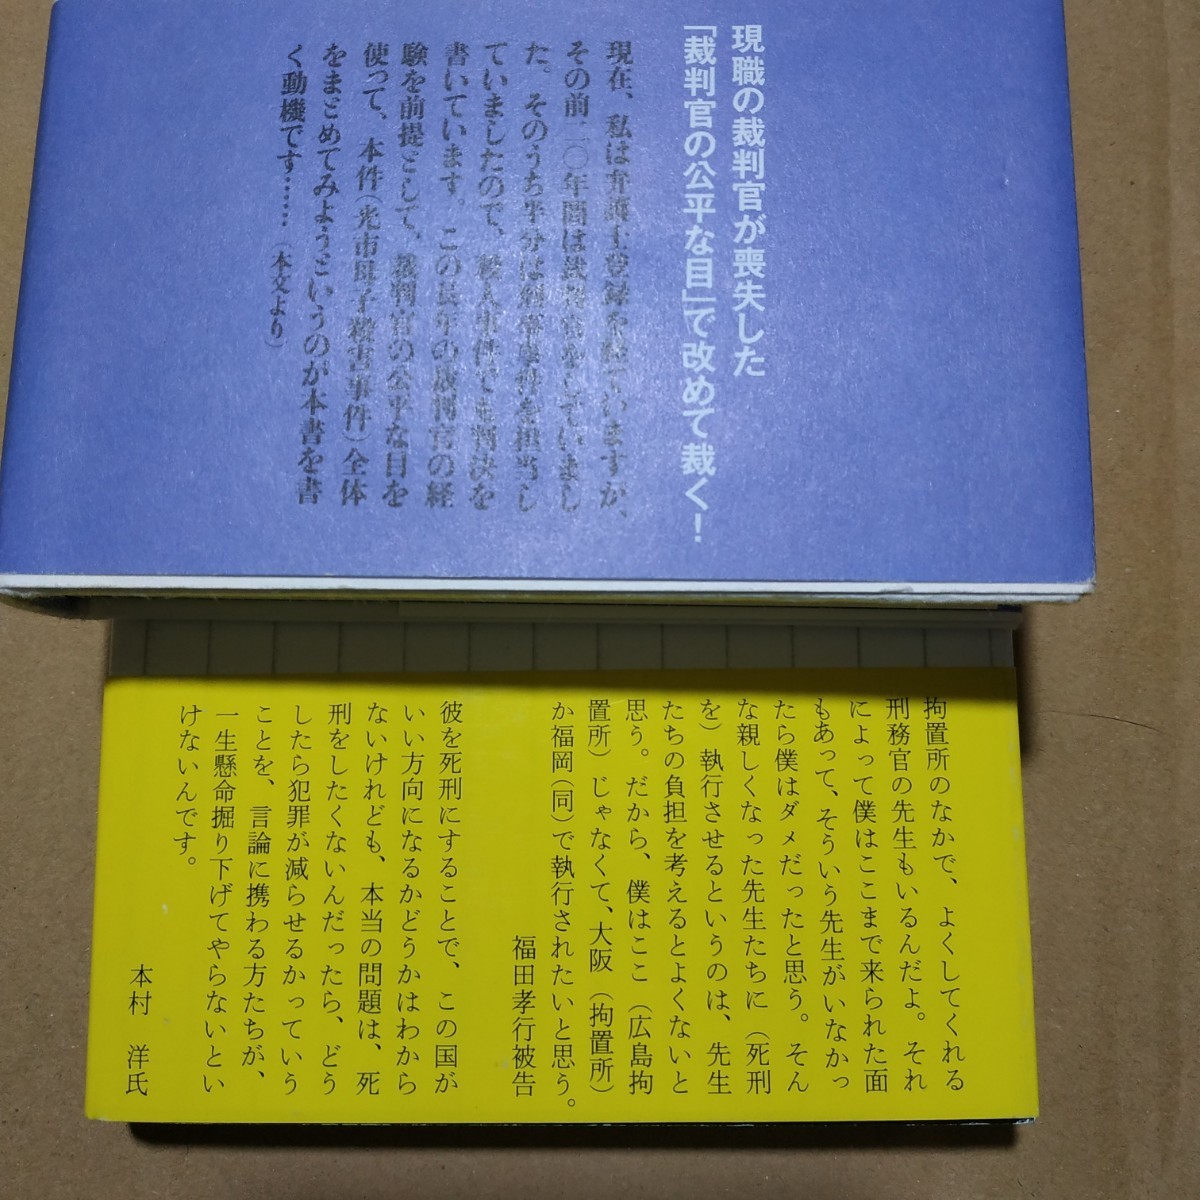 現職の裁判官が喪失した
「裁判官の公平な目」で改めて裁く！
現在、私は弁護士登録を経ていますが、
その前二〇年間は裁判官をしていまし
た。そのうち半分は刑事事件を担当し
ていましたので、殺人事件でも判決を
書いています。この長年の裁判官の経
験を前提として、裁判官の公平な目を
使って、本件（光市母子殺害事件）全体
をまとめてみようというのが本書を書
く動機です……（本文より）
拘置所のなかで、よくしてくれる
刑務官の先生もいるんだよ。それ
によって僕はここまで来られた面
もあって、そういう先生がいなかっ
たら僕はダメだったと思う。そん
な親しくなった先生たちに（死刑
を）執行させるというのは、先生
たちの負担を考えるとよくないと
思う。だから、僕はここ（広島拘
置所）じゃなくて、大阪（拘置所）
か福岡（同）で執行されたいと思う。
福田孝行被告
彼を死刑にすることで、この国が
いい方向になるかどうかはわから
ないけれども、本当の問題は、死
刑をしたくないんだったら、どう
したら犯罪が減らせるかっていう
ことを、言論に携わる方たちが、
一生懸命掘り下げてやらないとい
けないんです。
本村　洋氏